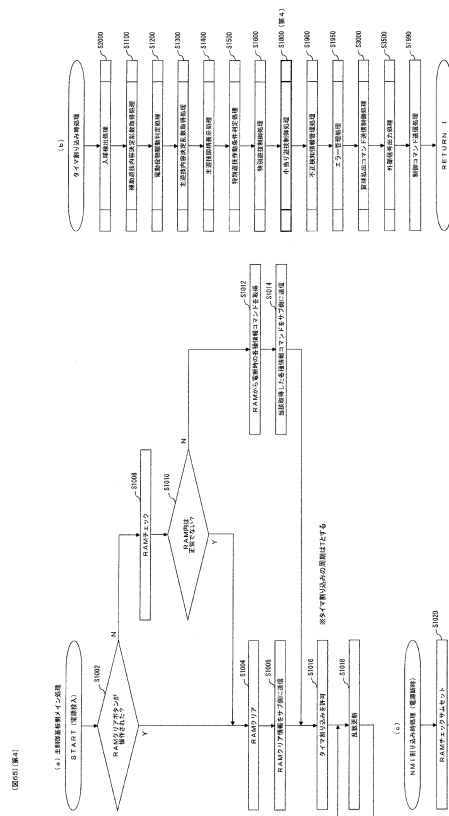 (図65)(第4)
(a) 主制御基板側メイン処理
START (電源投入)
S1002
RAMクリアボタンが
操作された?
N
Y
S1008
RAMチェック
S1010
RAM内は
正常でない?
N
Y
S1004
RAMクリア
S1006
RAMクリア情報をサブ側に送信
S1012
RAMから電断時の各種情報コマンドを取得
S1014
当該取得した各種情報コマンドをサブ側に送信
S1016
タイマ割り込みを許可
※タイマ割り込みの周期はTとする
S1018
乱数更新
(b)
タイマ割り込み時処理
S2000
入球検出処理
S1100
補助遊技内容決定乱数取得処理
S1200
電動役物駆動判定処理
S1300
主遊技内容決定乱数取得処理
S1400
主遊技図柄表示処理
S1500
特別遊技作動条件判定処理
S1600
特別遊技制御処理
S1800 (第4)
小当り遊技制御処理
S1900
不正検知情報管理処理
S1950
エラー管理処理
S3000
賞球払出コマンド送信制御処理
S3500
外部信号出力処理
S1990
制御コマンド送信処理
RETURN 1
(c)
NMI割り込み時処理 (電源断時)
S1020
RAMチェックサムセット